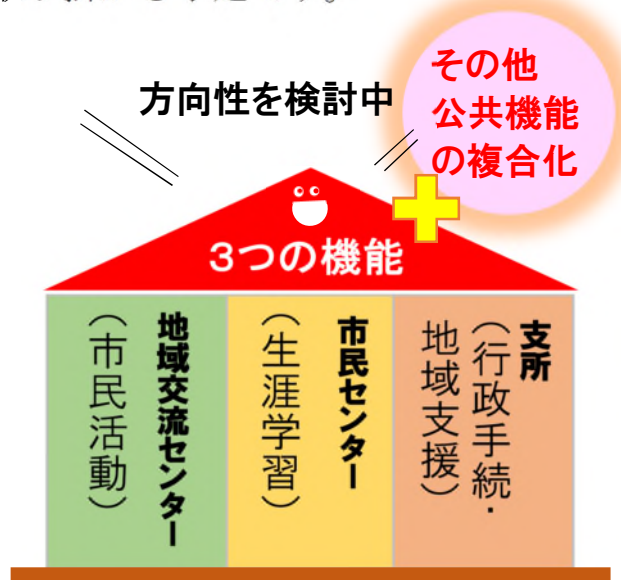 方向性を検討中
その他
公共機能
の複合化
3つの機能
支所
（行政手続・
地域支援）
市民センター
（生涯学習）
地域交流センター
（市民活動）